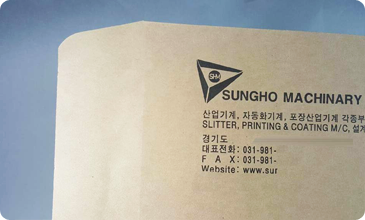 SHM
SUNGHO MACHINARY
산업기계, 자동화기계, 포장산업기계 각종부
SLITTER, PRINTING & COATING M/C, 설계
경기도
대표전화: 031-981-
F A X: 031-981-
Website: www.sur